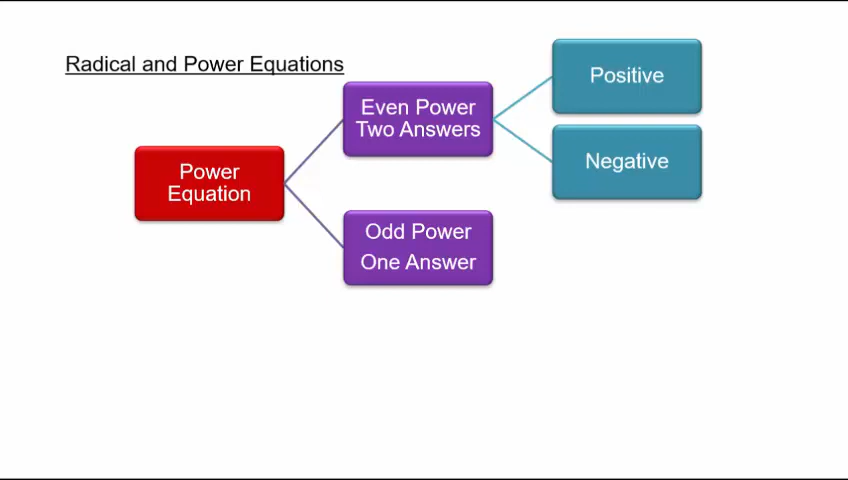 Radical and Power Equations
Power
Equation
Even Power
Two Answers
Positive
Negative
Odd Power
One Answer